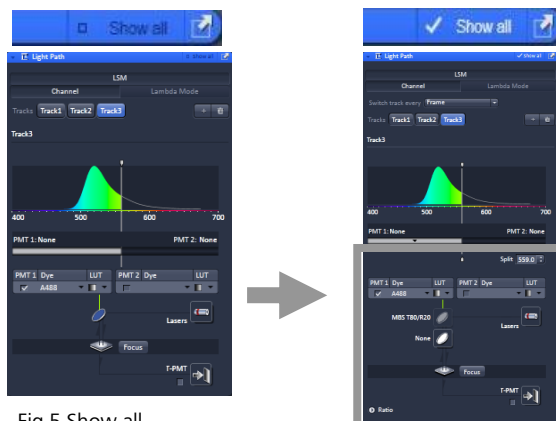 Show all
Light Path
Show all
LSM
Channel
Lambda Mode
Tracks Track1 Track2 Track3
Track3
400 500 600 700
PMT 1: None
PMT 2: None
PMT 1 Dye LUT PMT 2 Dye LUT
A488
Lasers
Focus
T-PMT
Fig 5 Show all
Show all
Light Path
Show all
LSM
Channel
Lambda Mode
Switch track every Frame
Tracks Track1 Track2 Track3
Track3
400 500 600 700
PMT 1: None
PMT 2: None
Split 559.0
PMT 1 Dye LUT PMT 2 Dye LUT
A488
MBS T80/R20
Lasers
None
Focus
T-PMT
Ratio